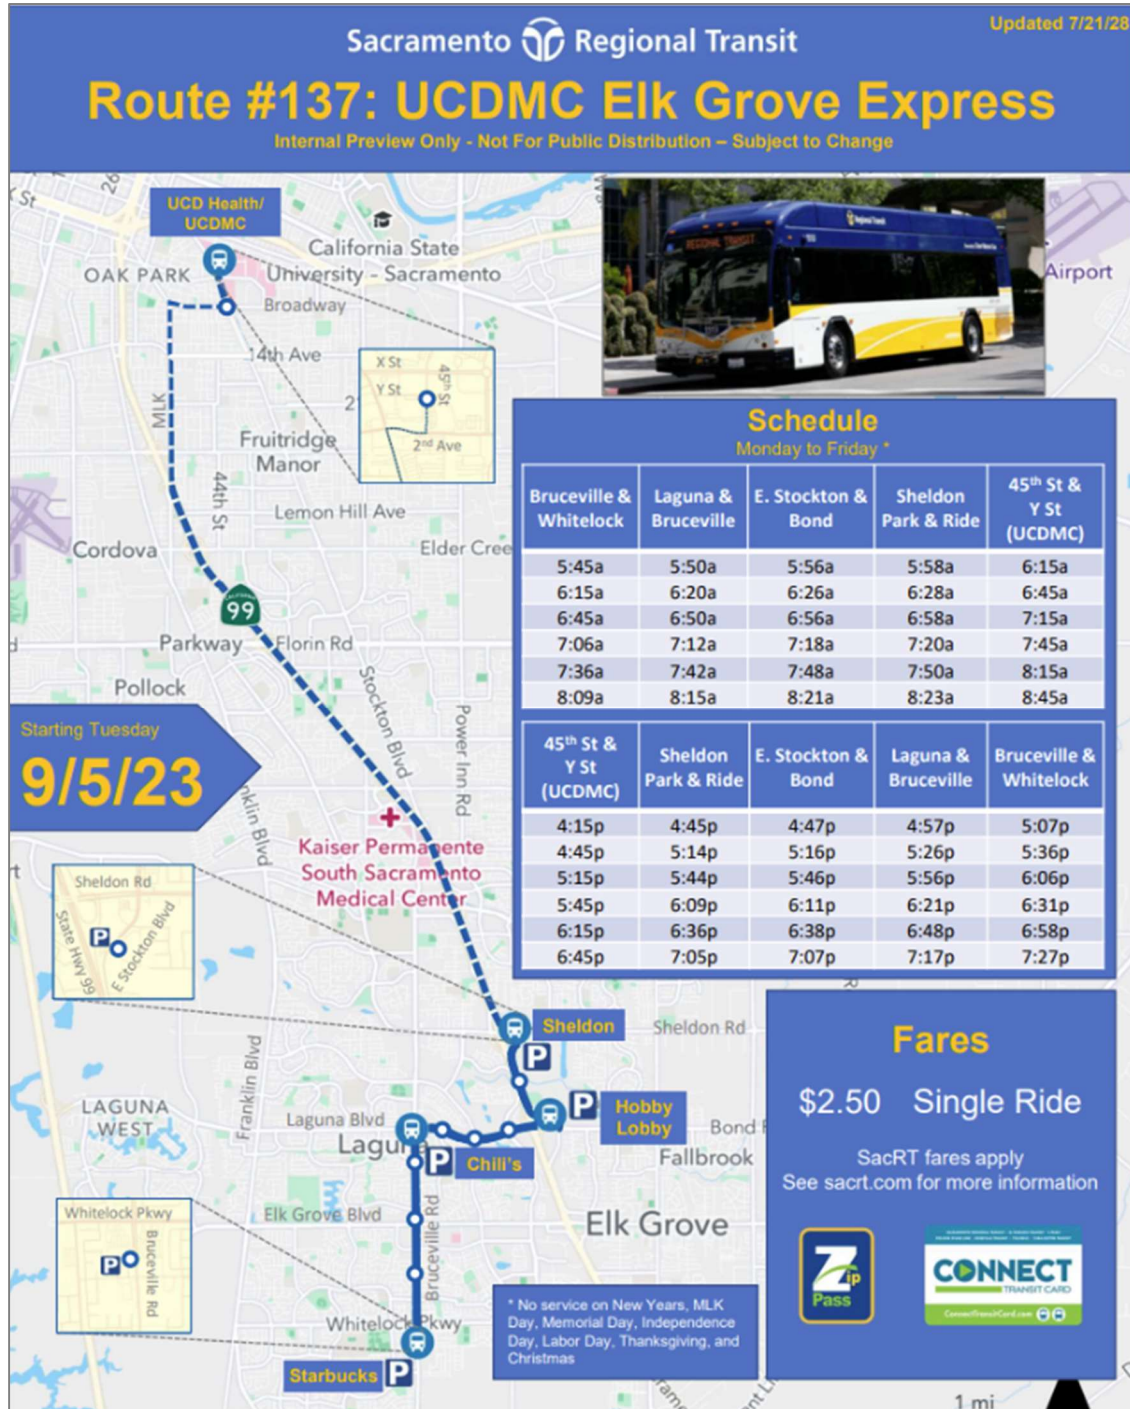 Updated 7/21/28
Sacramento Regional Transit
Route #137: UCDMC Elk Grove Express
Internal Preview Only - Not For Public Distribution – Subject to Change
K St
26
UCD Health/
UCDMC
California State
University - Sacramento
OAK PARK
Broadway
14th Ave
X St
Y St
45th St
2nd Ave
MLK
2
Fruitridge
Manor
44th St
Lemon Hill Ave
Cordova
Elder Cree
99
Parkway
Florin Rd
Pollock
Stockton Blvd
Power Inn Rd
Airport
Regional Transit
REGIONAL TRANSIT
Schedule
Monday to Friday *
Bruceville & Whitelock Laguna & Bruceville E. Stockton & Bond Sheldon Park & Ride 45th St & Y St (UCDMC)
5:45a 5:50a 5:56a 5:58a 6:15a
6:15a 6:20a 6:26a 6:28a 6:45a
6:45a 6:50a 6:56a 6:58a 7:15a
7:06a 7:12a 7:18a 7:20a 7:45a
7:36a 7:42a 7:48a 7:50a 8:15a
8:09a 8:15a 8:21a 8:23a 8:45a
45th St & Y St (UCDMC) Sheldon Park & Ride E. Stockton & Bond Laguna & Bruceville Bruceville & Whitelock
4:15p 4:45p 4:47p 4:57p 5:07p
4:45p 5:14p 5:16p 5:26p 5:36p
5:15p 5:44p 5:46p 5:56p 6:06p
5:45p 6:09p 6:11p 6:21p 6:31p
6:15p 6:36p 6:38p 6:48p 6:58p
6:45p 7:05p 7:07p 7:17p 7:27p
Starting Tuesday
9/5/23
nklin Blvd
Kaiser Permanente
South Sacramento
Medical Center
Sheldon Rd
State Hwy 99
E Stockton Blvd
P
Sheldon
P
Sheldon Rd
Franklin Blvd
LAGUNA
WEST
Laguna Blvd
Laguna
P
Hobby
Lobby
Bond R
P
Chili's
Fallbrook
Whitelock Pkwy
Bruceville Rd
P
Elk Grove Blvd
Bruceville Rd
Elk Grove
Whitelock Pkwy
Starbucks
P
* No service on New Years, MLK
Day, Memorial Day, Independence
Day, Labor Day, Thanksgiving, and
Christmas
Fares
$2.50 Single Ride
SacRT fares apply
See sacrt.com for more information
Zip
Pass
CONNECT
TRANSIT CARD
ConnectTransitCard.com
1 mi